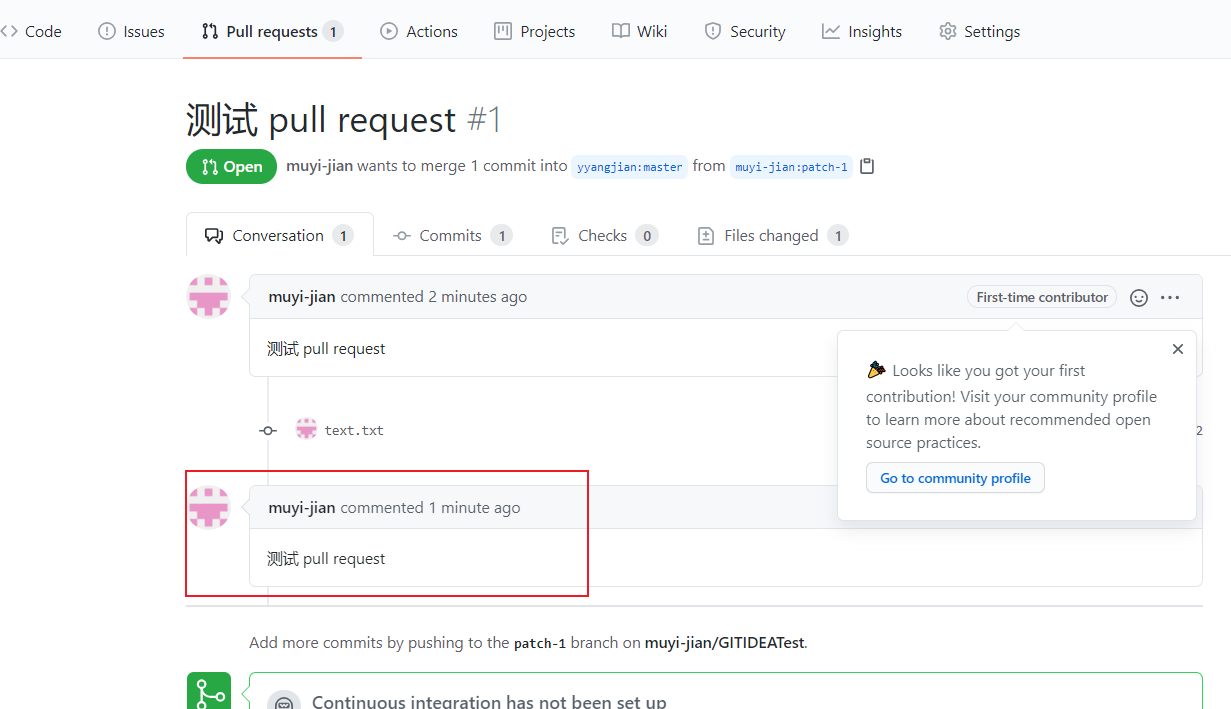 Code Issues Pull requests 1 Actions Projects Wiki Security Insights Settings
测试 pull request #1
Open muyi-jian wants to merge 1 commit into yyangjian:master from muyi-jian:patch-1
Conversation 1 Commits 1 Checks 0 Files changed 1
muyi-jian commented 2 minutes ago First-time contributor
测试 pull request
Looks like you got your first
contribution! Visit your community profile
to learn more about recommended open
source practices.
Go to community profile
text.txt 2
muyi-jian commented 1 minute ago
测试 pull request
Add more commits by pushing to the patch-1 branch on muyi-jian/GITIDEATest.
Continuous integration has not been set up